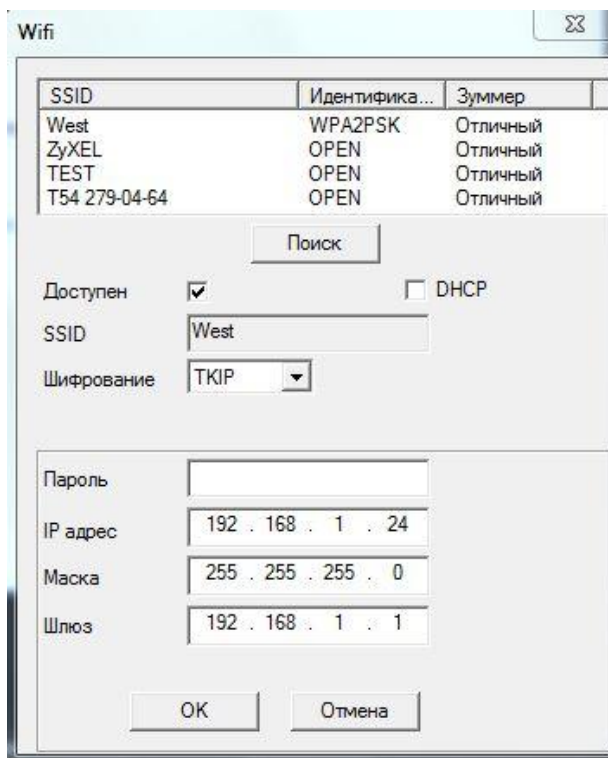 Wifi
SSID Идентифика... Зуммер
West WPA2PSK Отличный
ZyXEL OPEN Отличный
TEST OPEN Отличный
T54 279-04-64 OPEN Отличный
Поиск
Доступен DHCP
SSID West
Шифрование TKIP
Пароль
IP адрес 192 . 168 . 1 . 24
Маска 255 . 255 . 255 . 0
Шлюз 192 . 168 . 1 . 1
OK Отмена